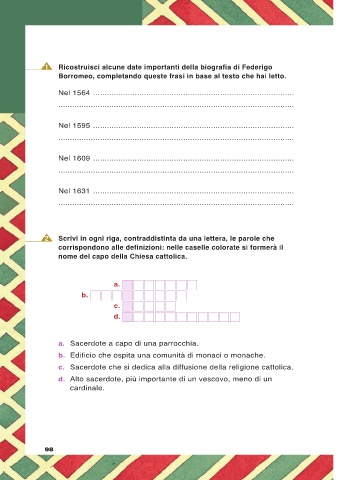 1 Ricostruisci alcune date importanti della biografia di Federigo
Borromeo, completando queste frasi in base al testo che hai letto.
Nel 1564 ..........................................................................................
..........................................................................................................
Nel 1595 ..........................................................................................
..........................................................................................................
Nel 1609 ..........................................................................................
..........................................................................................................
Nel 1631 ..........................................................................................
..........................................................................................................
2 Scrivi in ogni riga, contraddistinta da una lettera, le parole che
corrispondono alle definizioni: nelle caselle colorate si formerà il
nome del capo della Chiesa cattolica.
a.
b.
c.
d.
a. Sacerdote a capo di una parrocchia.
b. Edificio che ospita una comunità di monaci o monache.
c. Sacerdote che si dedica alla diffusione della religione cattolica.
d. Alto sacerdote, più importante di un vescovo, meno di un
cardinale.
98